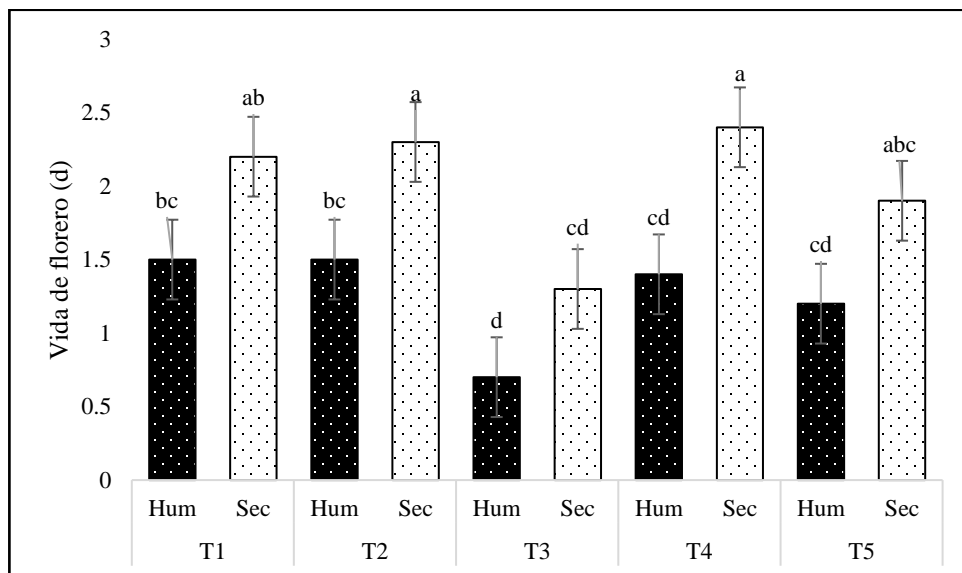 Vida de florero (d)
3
2.5
2
1.5
1
0.5
0
bc
ab
bc
a
d
cd
cd
a
cd
abc
Hum Sec Hum Sec Hum Sec Hum Sec Hum Sec
T1 T2 T3 T4 T5